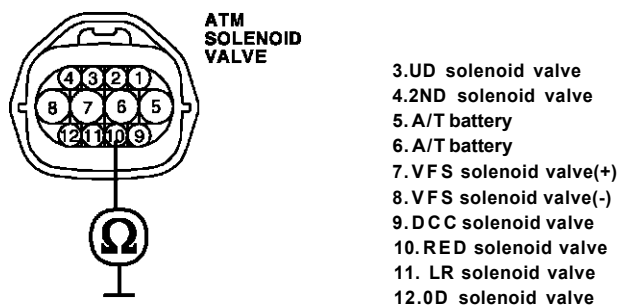 ATM
SOLENOID
VALVE
4 3 2 1
8 7 6 5
12 11 10 9
Ω
3.UD solenoid valve
4.2ND solenoid valve
5. A/T battery
6. A/T battery
7. VFS solenoid valve(+)
8. VFS solenoid valve(-)
9. DCC solenoid valve
10. RED solenoid valve
11. LR solenoid valve
12.0D solenoid valve